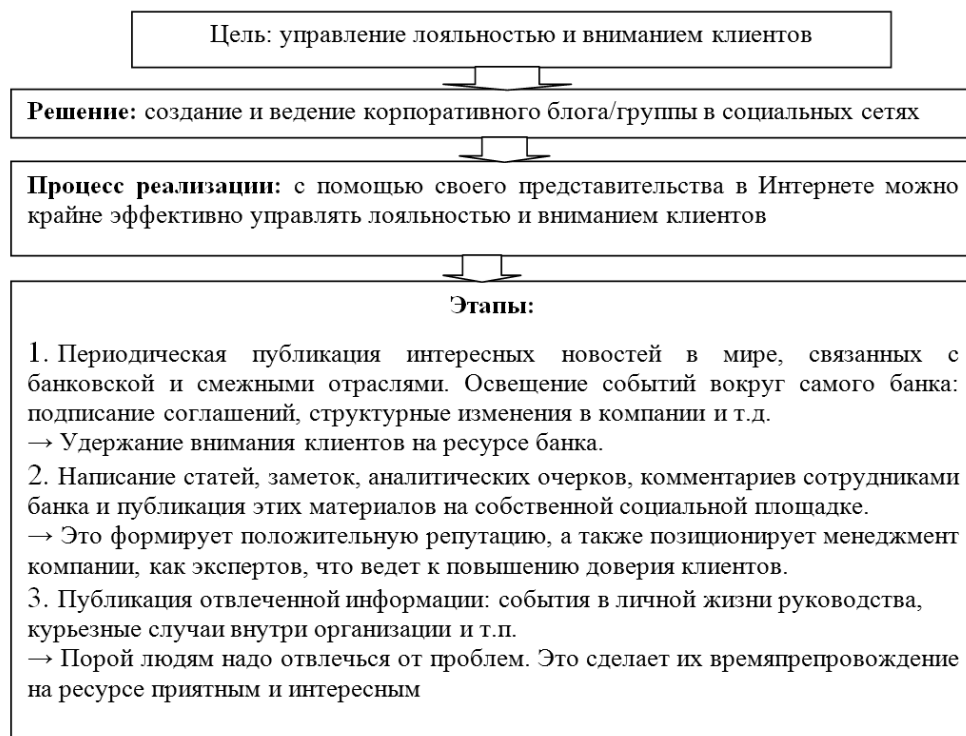 Цель: управление лояльностью и вниманием клиентов
Решение: создание и ведение корпоративного блога/группы в социальных сетях
Процесс реализации: с помощью своего представительства в Интернете можно
крайне эффективно управлять лояльностью и вниманием клиентов
Этапы:
1. Периодическая публикация интересных новостей в мире, связанных с
банковской и смежными отраслями. Освещение событий вокруг самого банка:
подписание соглашений, структурные изменения в компании и т.д.
→ Удержание внимания клиентов на ресурсе банка.
2. Написание статей, заметок, аналитических очерков, комментариев сотрудниками
банка и публикация этих материалов на собственной социальной площадке.
→ Это формирует положительную репутацию, а также позиционирует менеджмент
компании, как экспертов, что ведет к повышению доверия клиентов.
3. Публикация отвлеченной информации: события в личной жизни руководства,
курьезные случаи внутри организации и т.п.
→ Порой людям надо отвлечься от проблем. Это сделает их времяпрепровождение
на ресурсе приятным и интересным